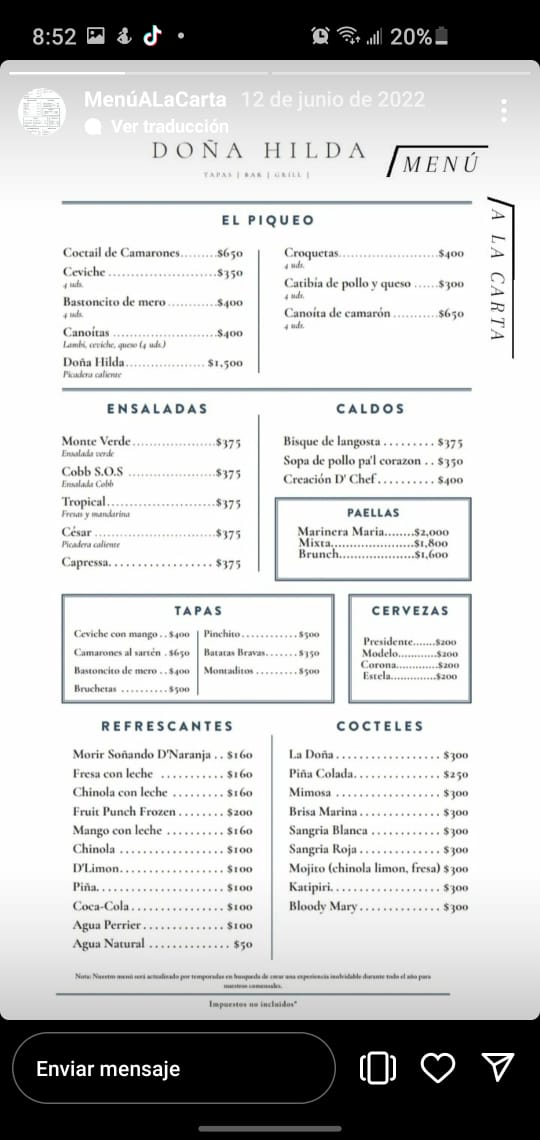 8:52
20%
MenúALaCarta 12 de junio de 2022
Ver traducción
DOÑA HILDA
TAPAS | BAR | GRILL |
MENÚ
A LA CARTA
EL PIQUEO
Coctail de Camarones.........$650
Ceviche ......................$350
4 uds.
Bastoncito de mero ............$400
4 uds.
Canoítas ......................$400
Lambi, ceviche, queso (4 uds.)
Doña Hilda.................... $1,500
Picadera caliente
Croquetas.........................$400
4 uds.
Catibía de pollo y queso ......$300
4 uds.
Canoíta de camarón ...........$650
4 uds.
ENSALADAS
Monte Verde.....................$375
Ensalada verde
Cobb S.O.S ......................$375
Ensalada Cobb
Tropical...........................$375
Fresas y mandarina
César ..............................$375
Picadera caliente
Capressa. . . . . . . . . . . . . . . . . . $375
CALDOS
Bisque de langosta . . . . . . . . . $375
Sopa de pollo pa'l corazon . . $350
Creación D' Chef. . . . . . . . . . $400
PAELLAS
Marinera Maria........$2,000
Mixta......................$1,800
Brunch....................$1,600
TAPAS
Ceviche con mango . . $400
Camarones al sartén . $650
Bastoncito de mero . . $400
Bruchetas . . . . . . . . . . $500
Pinchito . . . . . . . . . . . . $500
Batatas Bravas. . . . . . . $350
Montaditos . . . . . . . . . $500
CERVEZAS
Presidente.......$200
Modelo............$200
Corona............$200
Estela..............$200
REFRESCANTES
Morir Soñando D'Naranja . . $160
Fresa con leche . . . . . . . . . . $160
Chinola con leche . . . . . . . . . $160
Fruit Punch Frozen . . . . . . . $200
Mango con leche . . . . . . . . . $160
Chinola . . . . . . . . . . . . . . . . $100
D'Limon. . . . . . . . . . . . . . . . $100
Piña. . . . . . . . . . . . . . . . . . . $100
Coca-Cola. . . . . . . . . . . . . . . $100
Agua Perrier . . . . . . . . . . . . . $100
Agua Natural . . . . . . . . . . . . . $50
COCTELES
La Doña . . . . . . . . . . . . . . . . . $300
Piña Colada. . . . . . . . . . . . . . $250
Mimosa . . . . . . . . . . . . . . . . . $300
Brisa Marina . . . . . . . . . . . . . $300
Sangria Blanca . . . . . . . . . . . $300
Sangria Roja . . . . . . . . . . . . . $300
Mojito (chinola limon, fresa) $300
Katipiri. . . . . . . . . . . . . . . . . $300
Bloody Mary . . . . . . . . . . . . . $300
Nota: Nuestro menú será actualizado por temporadas en busqueda de crear una experiencia inolvidable durante todo el año para
nuestros comensales.
Impuestos no incluidos*
Enviar mensaje